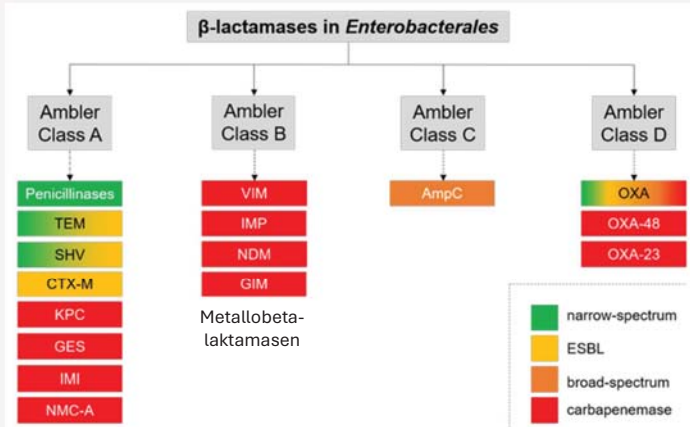 β-lactamases in Enterobacterales
Ambler
Class A
Penicillinases
TEM
SHV
CTX-M
KPC
GES
IMI
NMC-A
Ambler
Class B
VIM
IMP
NDM
GIM
Metallobeta-
laktamasen
Ambler
Class C
AmpC
Ambler
Class D
OXA
OXA-48
OXA-23
narrow-spectrum
ESBL
broad-spectrum
carbapenemase